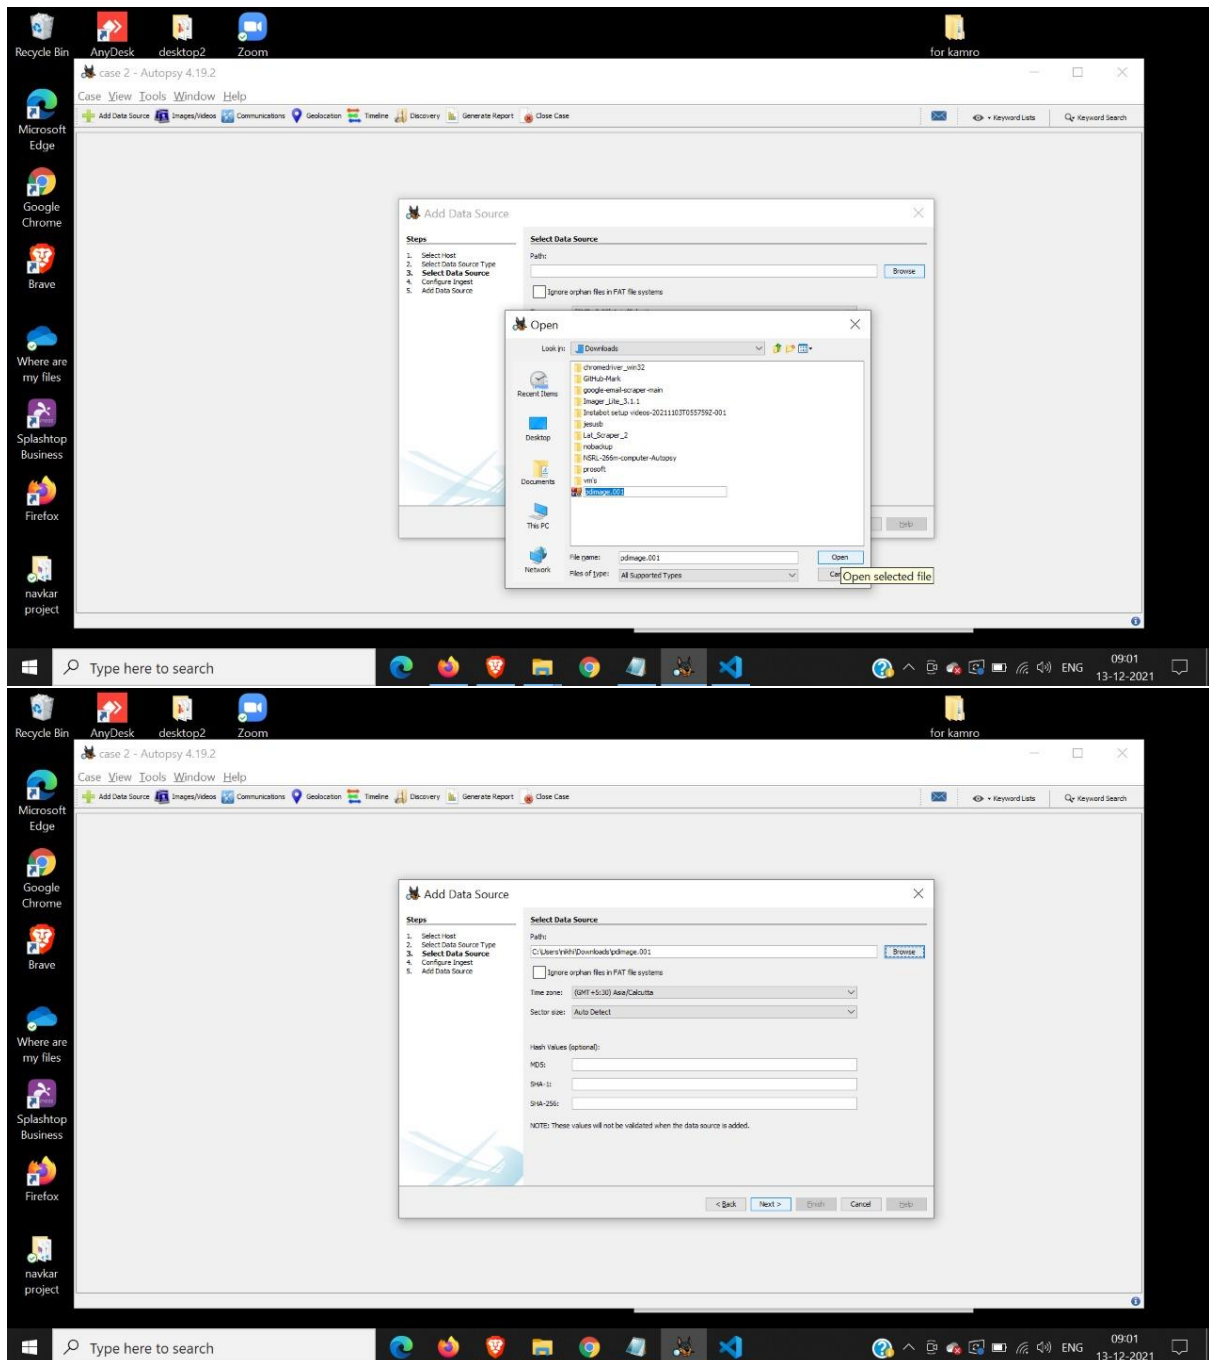 Recycle Bin
AnyDesk
desktop2
Zoom
for kamro
case 2 - Autopsy 4.19.2
Case View Tools Window Help
Add Data Source Images/Videos Communications Geolocation Timeline Discovery Generate Report Close Case
Keyword Lists
Keyword Search
Microsoft
Edge
Google
Chrome
Brave
Where are
my files
Splashtop
Business
Firefox
navkar
project
Add Data Source
Steps
1. Select Host
2. Select Data Source Type
3. Select Data Source
4. Configure Ingest
5. Add Data Source
Select Data Source
Path:
Browse
Ignore orphan files in FAT file systems
Open
Look in: Downloads
Recent Items
Desktop
Documents
This PC
Network
chromedriver_win32
GitHub-Mark
google-email-scraper-main
Imager_Lite_3.1.1
Instabot setup videos-20211103T055759Z-001
jesusb
Lat_Scraper_2
nobackup
NSRL-266m-computer-Autopsy
prosoft
vm's
pdimage.001
File name: pdimage.001
Open
Files of type: All Supported Types
Open selected file
Help
Type here to search
ENG
09:01
13-12-2021
Recycle Bin
AnyDesk
desktop2
Zoom
for kamro
case 2 - Autopsy 4.19.2
Case View Tools Window Help
Add Data Source Images/Videos Communications Geolocation Timeline Discovery Generate Report Close Case
Keyword Lists
Keyword Search
Microsoft
Edge
Google
Chrome
Brave
Where are
my files
Splashtop
Business
Firefox
navkar
project
Add Data Source
Steps
1. Select Host
2. Select Data Source Type
3. Select Data Source
4. Configure Ingest
5. Add Data Source
Select Data Source
Path:
C:\Users\nikhi\Downloads\pdimage.001
Browse
Ignore orphan files in FAT file systems
Time zone: (GMT+5:30) Asia/Calcutta
Sector size: Auto Detect
Hash Values (optional):
MD5:
SHA-1:
SHA-256:
NOTE: These values will not be validated when the data source is added.
< Back Next > Finish Cancel Help
Type here to search
ENG
09:01
13-12-2021